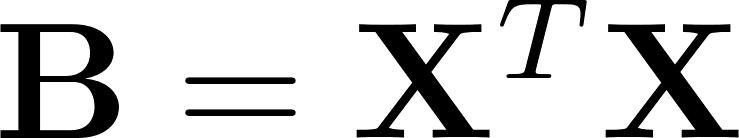 B = X^T X